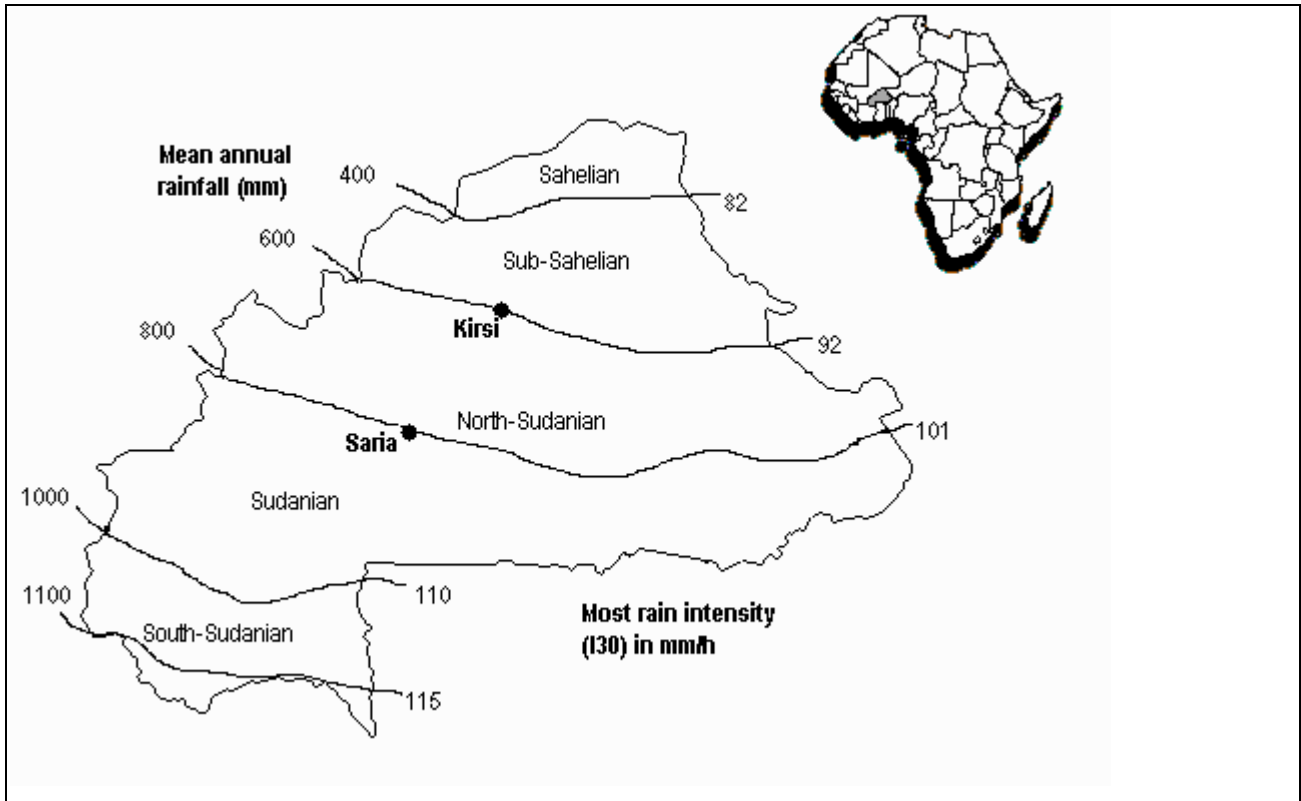 Mean annual
rainfall (mm)
400
Sahelian
82
600
Sub-Sahelian
Kirsi
800
92
North-Sudanian
101
Saria
1000
Sudanian
110
1100
Most rain intensity
(I30) in mm/h
South-Sudanian
115